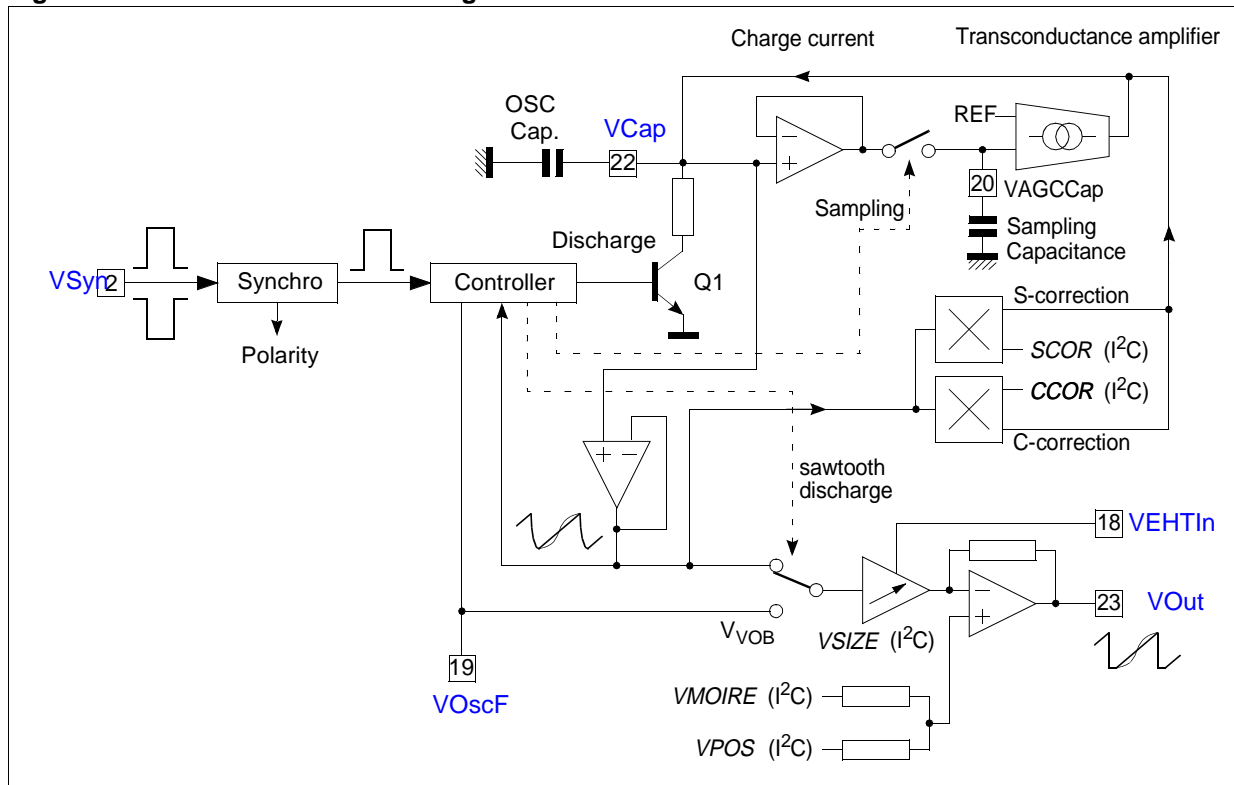 Charge current
Transconductance amplifier
OSC
Cap.
VCap
22
REF
20
VAGCCap
Sampling
Sampling
Capacitance
Discharge
VSyn
2
Synchro
Controller
Q1
Polarity
S-correction
SCOR (I²C)
CCOR (I²C)
C-correction
sawtooth
discharge
18
VEHTIn
23
VOut
V_VOB
VSIZE (I²C)
19
VOscF
VMOIRE (I²C)
VPOS (I²C)